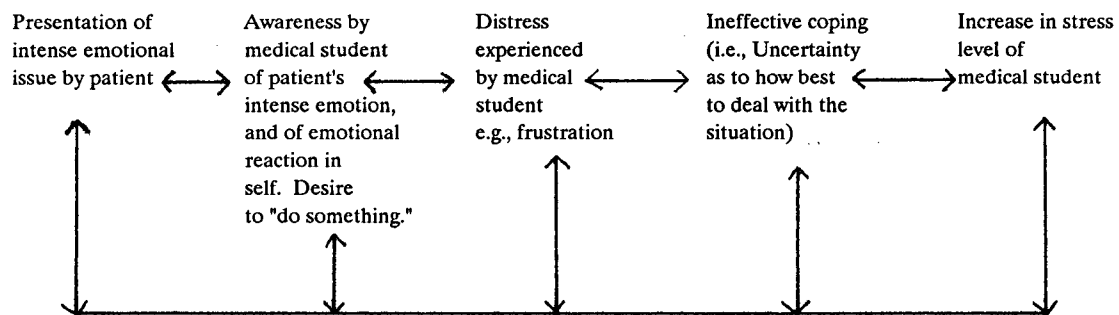 Presentation of
intense emotional
issue by patient
Awareness by
medical student
of patient's
intense emotion,
and of emotional
reaction in
self. Desire
to "do something."
Distress
experienced
by medical
student
e.g., frustration
Ineffective coping
(i.e., Uncertainty
as to how best
to deal with the
situation)
Increase in stress
level of
medical student